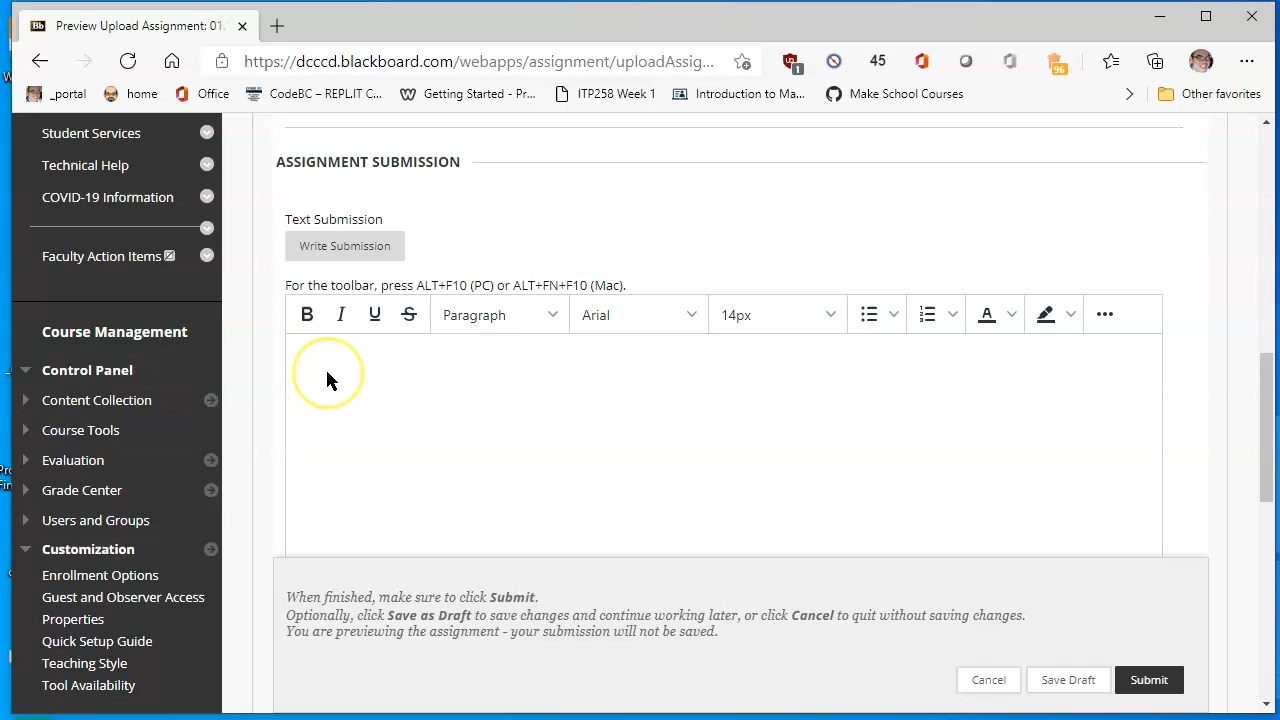 Preview Upload Assignment: 01.
https://dcccd.blackboard.com/webapps/assignment/uploadAssig...
1
45
96
_portal
home
Office
CodeBC – REPLIT C...
Getting Started - Pr...
ITP258 Week 1
Introduction to Ma...
Make School Courses
Other favorites
Student Services
Technical Help
COVID-19 Information
Faculty Action Items
Course Management
Control Panel
Content Collection
Course Tools
Evaluation
Grade Center
Users and Groups
Customization
Enrollment Options
Guest and Observer Access
Properties
Quick Setup Guide
Teaching Style
Tool Availability
ASSIGNMENT SUBMISSION
Text Submission
Write Submission
For the toolbar, press ALT+F10 (PC) or ALT+FN+F10 (Mac).
B I U S Paragraph Arial 14px A
When finished, make sure to click Submit.
Optionally, click Save as Draft to save changes and continue working later, or click Cancel to quit without saving changes.
You are previewing the assignment - your submission will not be saved.
Cancel Save Draft Submit